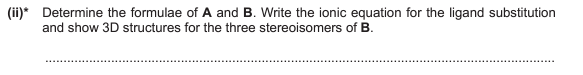 (ii)* Determine the formulae of A and B. Write the ionic equation for the ligand substitution
and show 3D structures for the three stereoisomers of B.